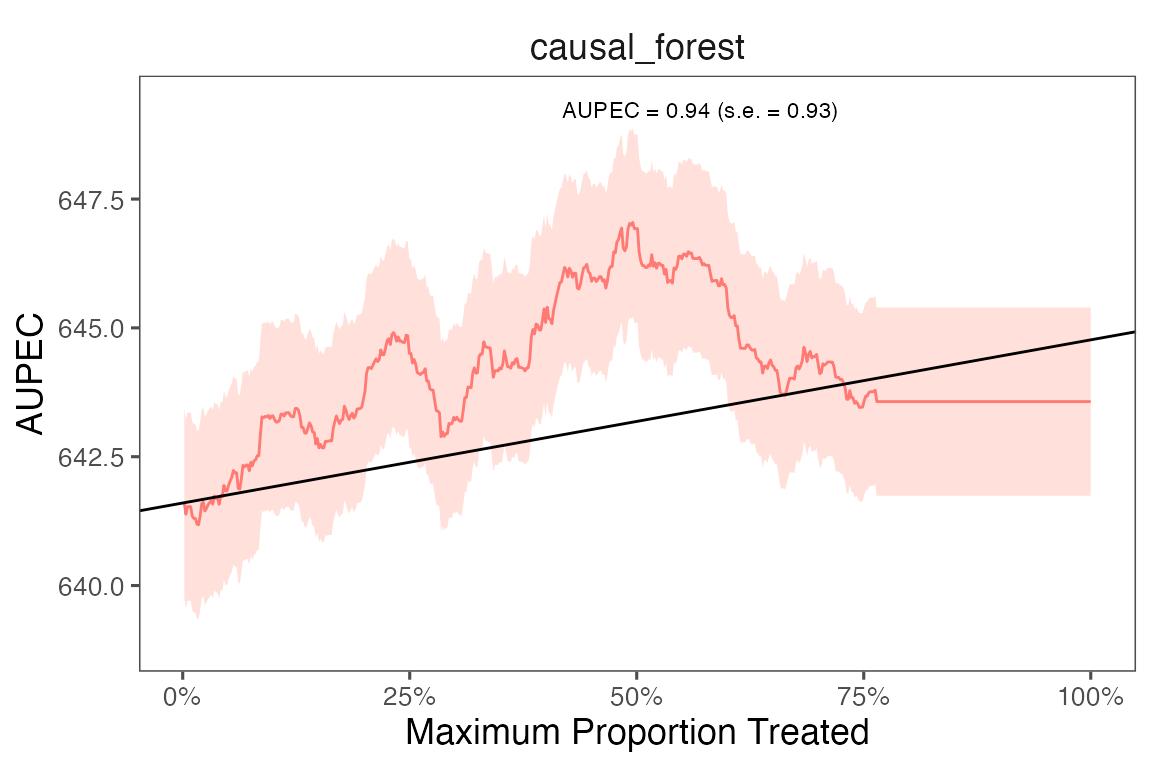 causal_forest
AUPEC = 0.94 (s.e. = 0.93)
AUPEC
647.5
645.0
642.5
640.0
0%
25%
50%
75%
100%
Maximum Proportion Treated